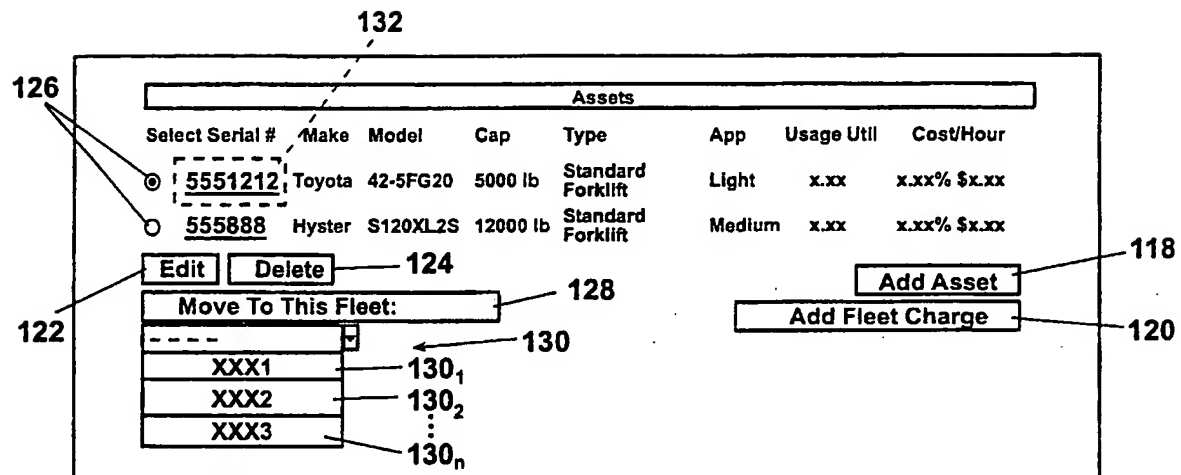 132
126
Assets
Select Serial # Make Model Cap Type App Usage Util Cost/Hour
5551212 Toyota 42-5FG20 5000 lb Standard Forklift Light x.xx x.xx% $x.xx
555888 Hyster S120XL2S 12000 lb Standard Forklift Medium x.xx x.xx% $x.xx
Edit Delete 124 118
Add Asset
122 Move To This Fleet: 128
Add Fleet Charge 120
- - - - - 130
XXX1 130₁
XXX2 130₂
XXX3 130ₙ